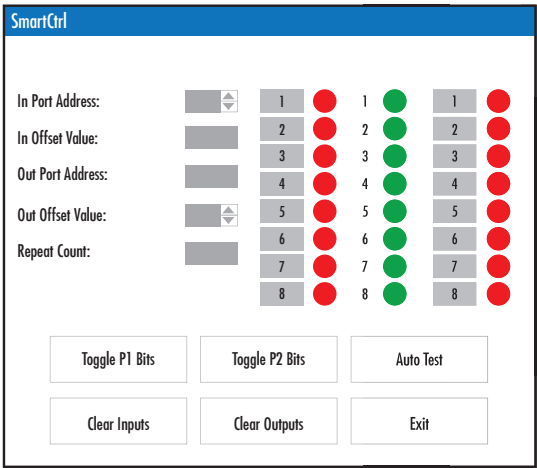 SmartCtrl
In Port Address: 1 1 1
In Offset Value: 2 2 2
3 3 3
Out Port Address: 4 4 4
Out Offset Value: 5 5 5
Repeat Count: 6 6 6
7 7 7
8 8 8
Toggle P1 Bits Toggle P2 Bits Auto Test
Clear Inputs Clear Outputs Exit